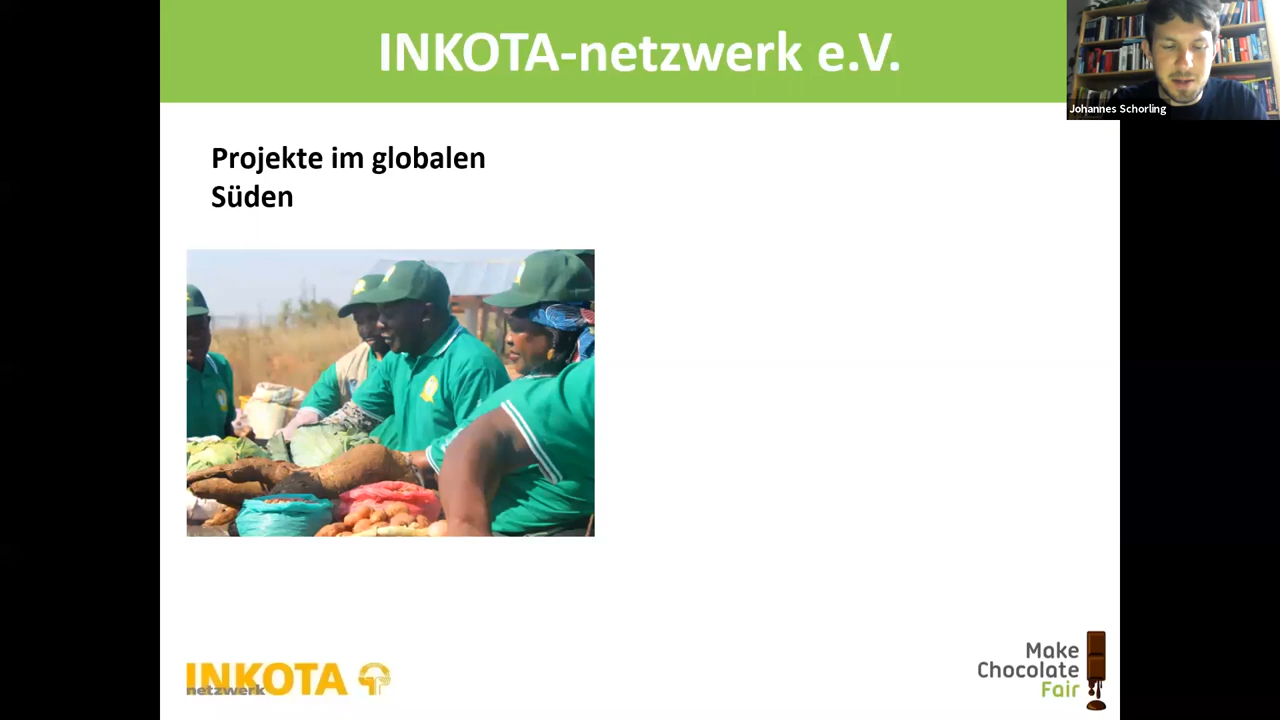 INKOTA-netzwerk e.V.
Johannes Schorling
Projekte im globalen
Süden
INKOTA
netzwerk
Make
Chocolate
Fair